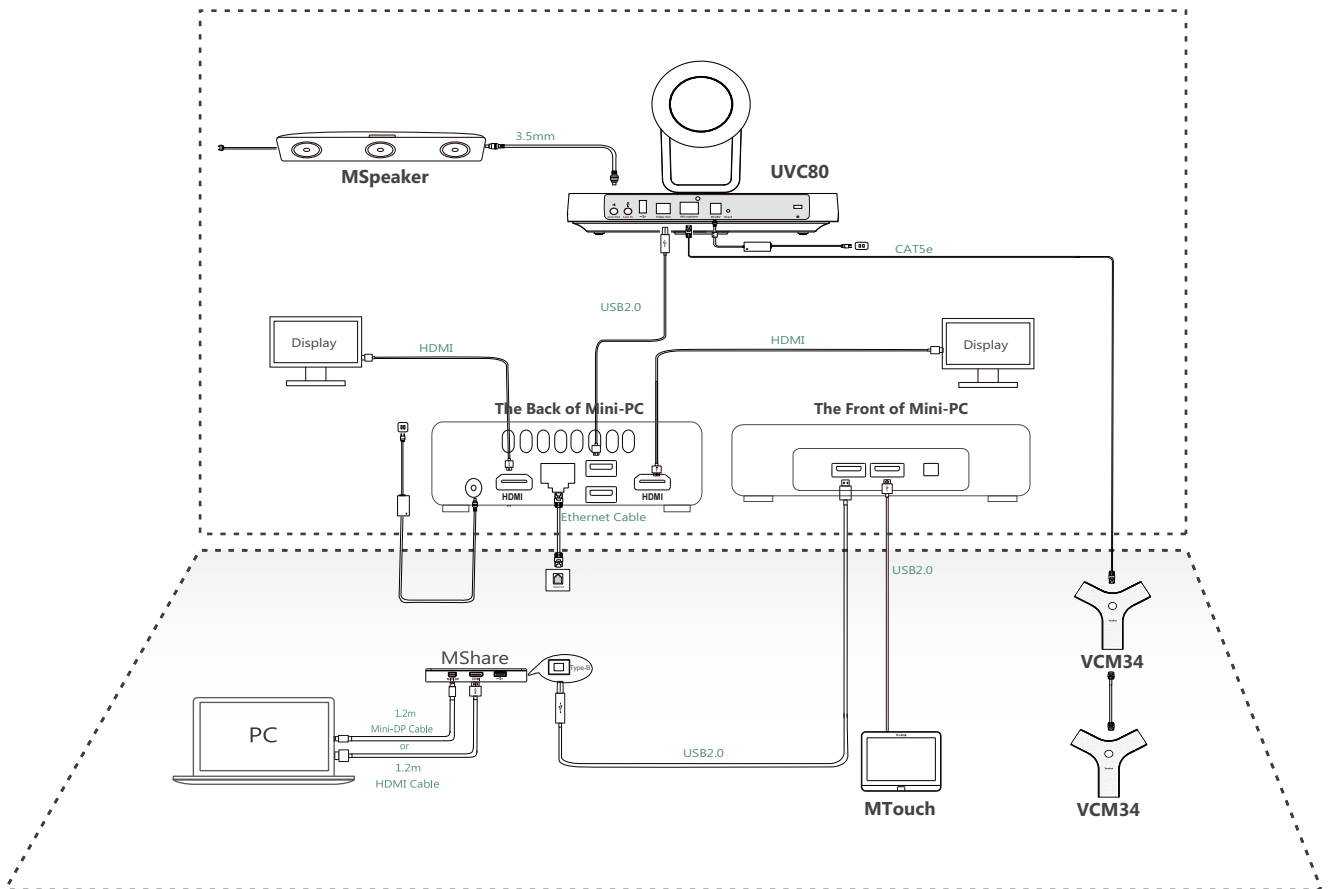 3.5mm
MSpeaker
UVC80
CAT5e
USB2.0
Display
HDMI
HDMI
Display
The Back of Mini-PC
The Front of Mini-PC
HDMI
HDMI
Ethernet Cable
USB2.0
MShare
Type-B
VCM34
PC
1.2m
Mini-DP Cable
or
1.2m
HDMI Cable
USB2.0
MTouch
VCM34